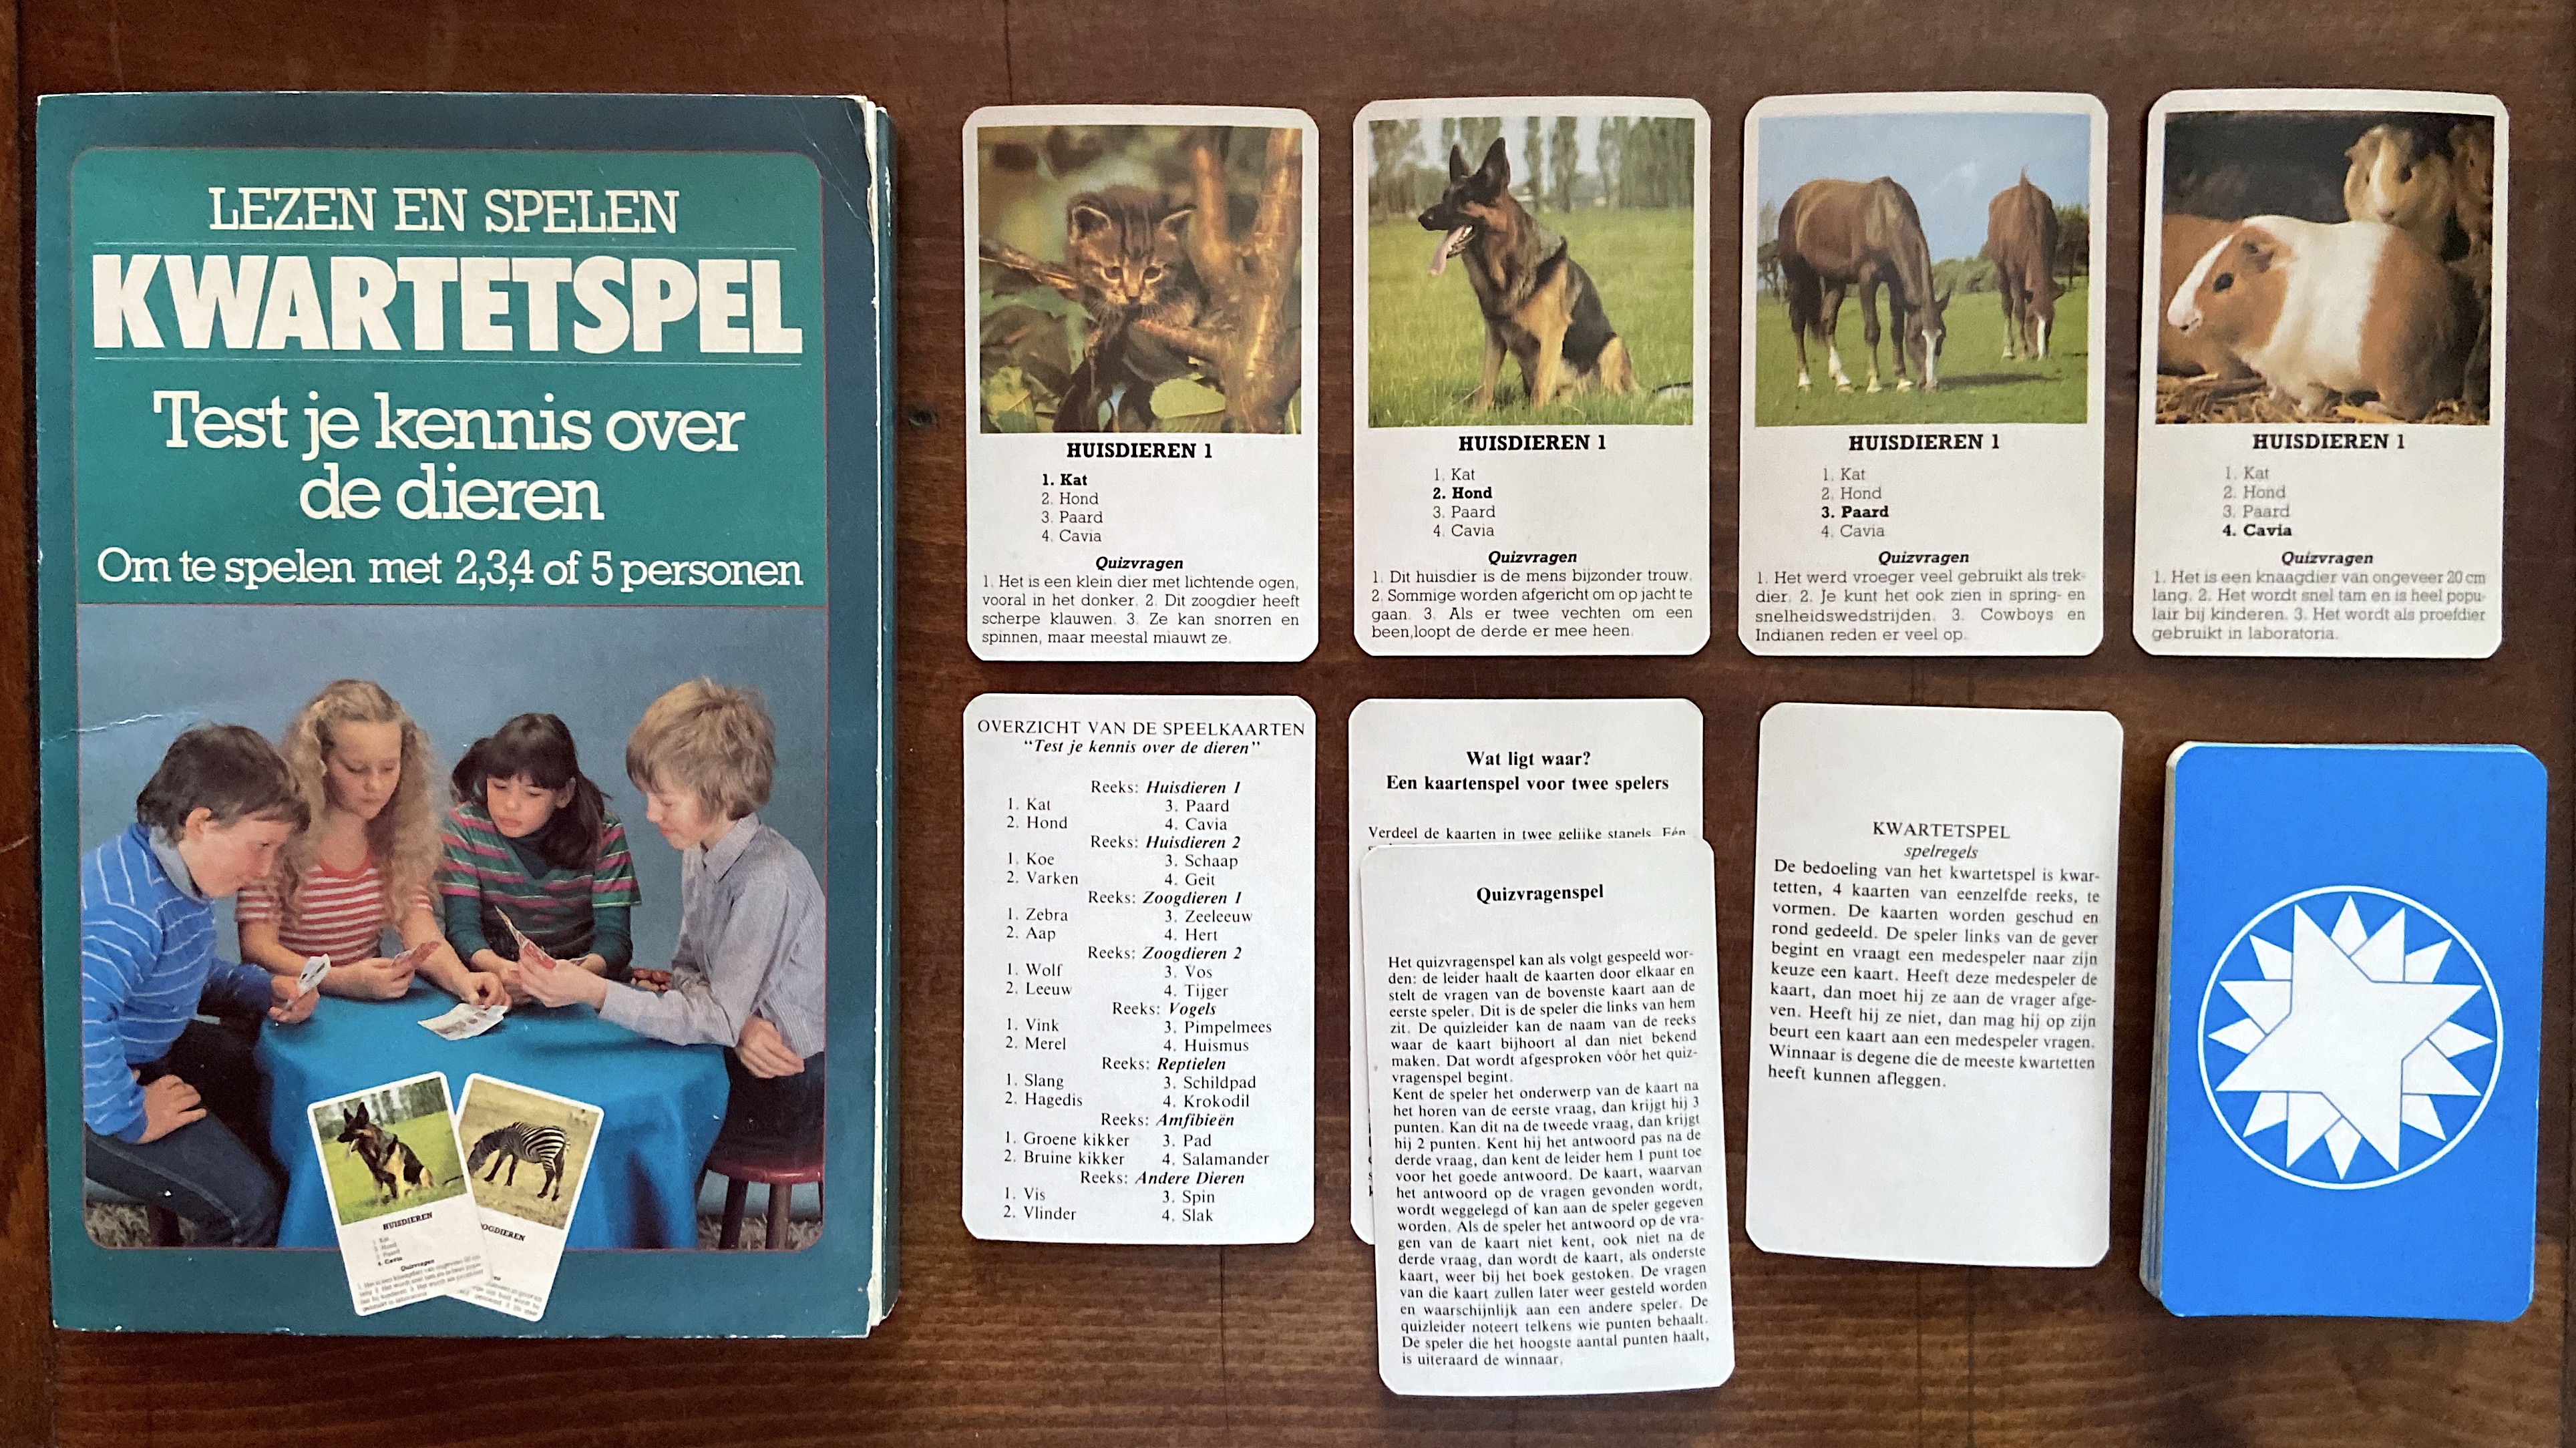 LEZEN EN SPELEN
KWARTETSPEL
Test je kennis over
de dieren
Om te spelen met 2,3,4 of 5 personen
HUISDIEREN
1. Kat
2. Hond
3. Paard
4. Cavia
Quizvragen
OGDIEREN
HUISDIEREN 1
1. Kat
2. Hond
3. Paard
4. Cavia
Quizvragen
1. Het is een klein dier met lichtende ogen,
vooral in het donker. 2. Dit zoogdier heeft
scherpe klauwen. 3. Ze kan snorren en
spinnen, maar meestal miauwt ze.
HUISDIEREN 1
1. Kat
2. Hond
3. Paard
4. Cavia
Quizvragen
1. Dit huisdier is de mens bijzonder trouw.
2. Sommige worden afgericht om op jacht te
gaan. 3. Als er twee vechten om een
been,loopt de derde er mee heen.
HUISDIEREN 1
1. Kat
2. Hond
3. Paard
4. Cavia
Quizvragen
1. Het werd vroeger veel gebruikt als trek-
dier. 2. Je kunt het ook zien in spring- en
snelheidswedstrijden. 3. Cowboys en
Indianen reden er veel op.
HUISDIEREN 1
1. Kat
2. Hond
3. Paard
4. Cavia
Quizvragen
1. Het is een knaagdier van ongeveer 20 cm
lang. 2. Het wordt snel tam en is heel popu-
lair bij kinderen. 3. Het wordt als proefdier
gebruikt in laboratoria.
OVERZICHT VAN DE SPEELKAARTEN
“Test je kennis over de dieren”
Reeks: Huisdieren 1
1. Kat 3. Paard
2. Hond 4. Cavia
Reeks: Huisdieren 2
1. Koe 3. Schaap
2. Varken 4. Geit
Reeks: Zoogdieren 1
1. Zebra 3. Zeeleeuw
2. Aap 4. Hert
Reeks: Zoogdieren 2
1. Wolf 3. Vos
2. Leeuw 4. Tijger
Reeks: Vogels
1. Vink 3. Pimpelmees
2. Merel 4. Huismus
Reeks: Reptielen
1. Slang 3. Schildpad
2. Hagedis 4. Krokodil
Reeks: Amfibieën
1. Groene kikker 3. Pad
2. Bruine kikker 4. Salamander
Reeks: Andere Dieren
1. Vis 3. Spin
2. Vlinder 4. Slak
Wat ligt waar?
Een kaartenspel voor twee spelers
Verdeel de kaarten in twee gelijke stapels. Eén
Quizvragenspel
Het quizvragenspel kan als volgt gespeeld wor-
den: de leider haalt de kaarten door elkaar en
stelt de vragen van de bovenste kaart aan de
eerste speler. Dit is de speler die links van hem
zit. De quizleider kan de naam van de reeks
waar de kaart bijhoort al dan niet bekend
maken. Dat wordt afgesproken vóór het quiz-
vragenspel begint.
Kent de speler het onderwerp van de kaart na
het horen van de eerste vraag, dan krijgt hij 3
punten. Kan dit na de tweede vraag, dan krijgt
hij 2 punten. Kent hij het antwoord pas na de
derde vraag, dan kent de leider hem 1 punt toe
voor het goede antwoord. De kaart, waarvan
het antwoord op de vragen gevonden wordt,
wordt weggelegd of kan aan de speler gegeven
worden. Als de speler het antwoord op de vra-
gen van de kaart niet kent, ook niet na de
derde vraag, dan wordt de kaart, als onderste
kaart, weer bij het boek gestoken. De vragen
van die kaart zullen later weer gesteld worden
en waarschijnlijk aan een andere speler. De
quizleider noteert telkens wie punten behaalt.
De speler die het hoogste aantal punten haalt,
is uiteraard de winnaar.
KWARTETSPEL
spelregels
De bedoeling van het kwartetspel is kwar-
tetten, 4 kaarten van eenzelfde reeks, te
vormen. De kaarten worden geschud en
rond gedeeld. De speler links van de gever
begint en vraagt een medespeler naar zijn
keuze een kaart. Heeft deze medespeler de
kaart, dan moet hij ze aan de vrager afge-
ven. Heeft hij ze niet, dan mag hij op zijn
beurt een kaart aan een medespeler vragen.
Winnaar is degene die de meeste kwartetten
heeft kunnen afleggen.